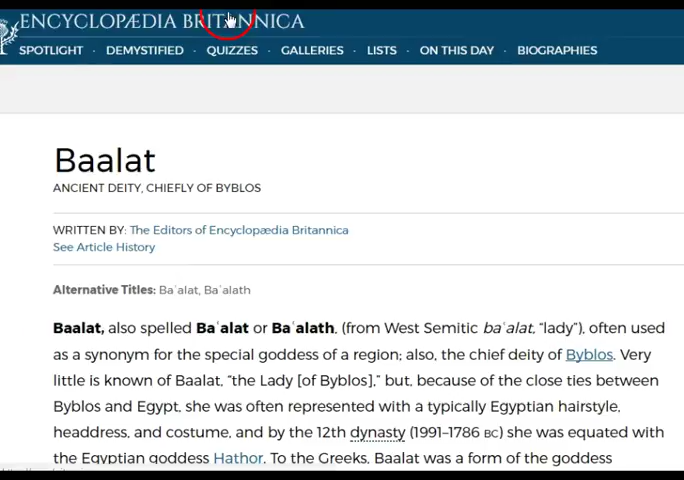 ENCYCLOPÆDIA BRITANNICA
SPOTLIGHT · DEMYSTIFIED · QUIZZES · GALLERIES · LISTS · ON THIS DAY · BIOGRAPHIES
Baalat
ANCIENT DEITY, CHIEFLY OF BYBLOS
WRITTEN BY: The Editors of Encyclopædia Britannica
See Article History
Alternative Titles: Baʿalat, Baʿalath
Baalat, also spelled Baʿalat or Baʿalath, (from West Semitic baʿalat, “lady”), often used
as a synonym for the special goddess of a region; also, the chief deity of Byblos. Very
little is known of Baalat, “the Lady [of Byblos],” but, because of the close ties between
Byblos and Egypt, she was often represented with a typically Egyptian hairstyle,
headdress, and costume, and by the 12th dynasty (1991–1786 BC) she was equated with
the Egyptian goddess Hathor. To the Greeks, Baalat was a form of the goddess